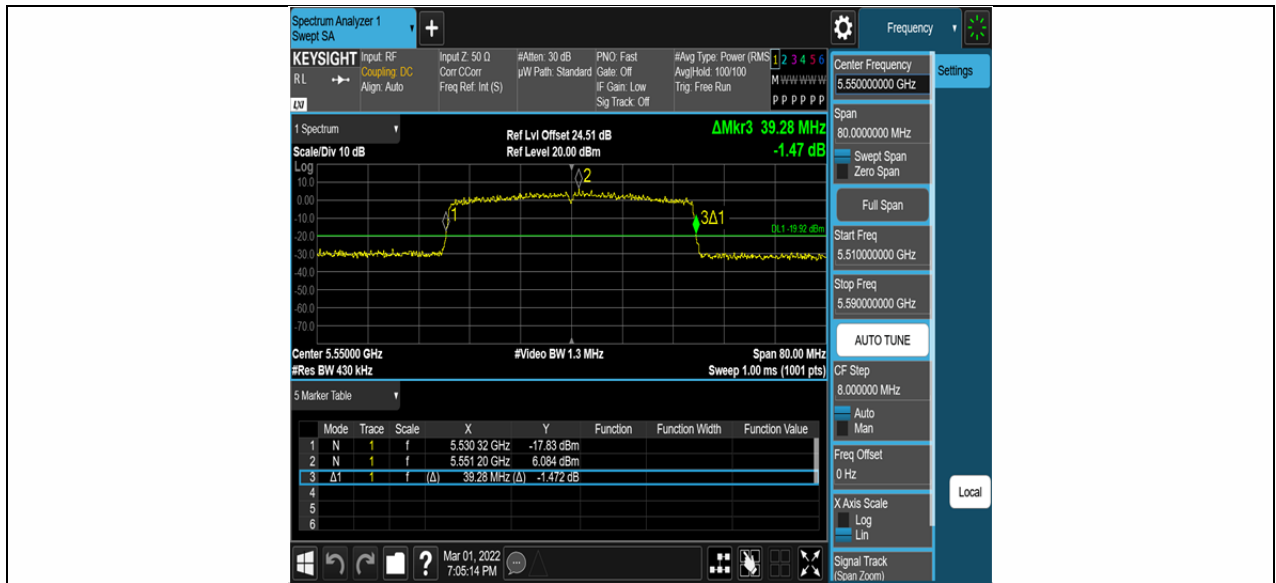 Spectrum Analyzer 1
Swept SA
+
Frequency
KEYSIGHT Input: RF
RL
Coupling: DC
Align: Auto
LXI
Input Z: 50 Ω
Corr CCorr
Freq Ref: Int (S)
#Atten: 30 dB
µW Path: Standard
PNO: Fast
Gate: Off
IF Gain: Low
Sig Track: Off
#Avg Type: Power (RMS
Avg|Hold: 100/100
Trig: Free Run
1 2 3 4 5 6
M W W W W W
P P P P P P
1 Spectrum
Scale/Div 10 dB
Ref Lvl Offset 24.51 dB
Ref Level 20.00 dBm
ΔMkr3 39.28 MHz
-1.47 dB
Log
10.0
0.00
-10.0
-20.0
-30.0
-40.0
-50.0
-60.0
-70.0
1
2
3Δ1
DL1 -19.92 dBm
Center 5.55000 GHz
#Video BW 1.3 MHz
Span 80.00 MHz
#Res BW 430 kHz
Sweep 1.00 ms (1001 pts)
5 Marker Table
Mode Trace Scale X Y Function Function Width Function Value
1 N 1 f 5.530 32 GHz -17.83 dBm
2 N 1 f 5.551 20 GHz 6.084 dBm
3 Δ1 1 f (Δ) 39.28 MHz (Δ) -1.472 dB
4
5
6
Mar 01, 2022
7:05:14 PM
?
Center Frequency
5.550000000 GHz
Span
80.0000000 MHz
Swept Span
Zero Span
Full Span
Start Freq
5.510000000 GHz
Stop Freq
5.590000000 GHz
AUTO TUNE
CF Step
8.000000 MHz
Auto
Man
Freq Offset
0 Hz
X Axis Scale
Log
Lin
Signal Track
(Span Zoom)
Settings
Local